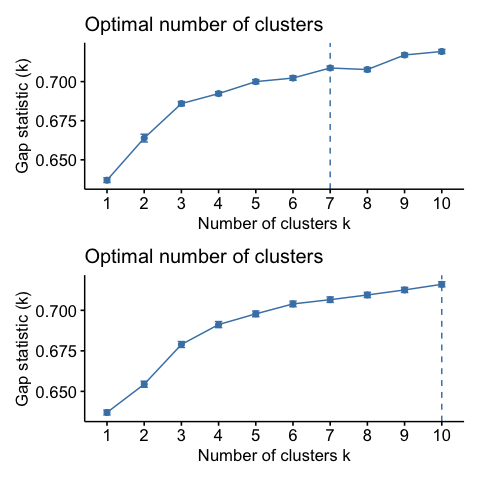 Optimal number of clusters
Gap statistic (k)
0.700
0.675
0.650
1 2 3 4 5 6 7 8 9 10
Number of clusters k
Optimal number of clusters
Gap statistic (k)
0.700
0.675
0.650
1 2 3 4 5 6 7 8 9 10
Number of clusters k